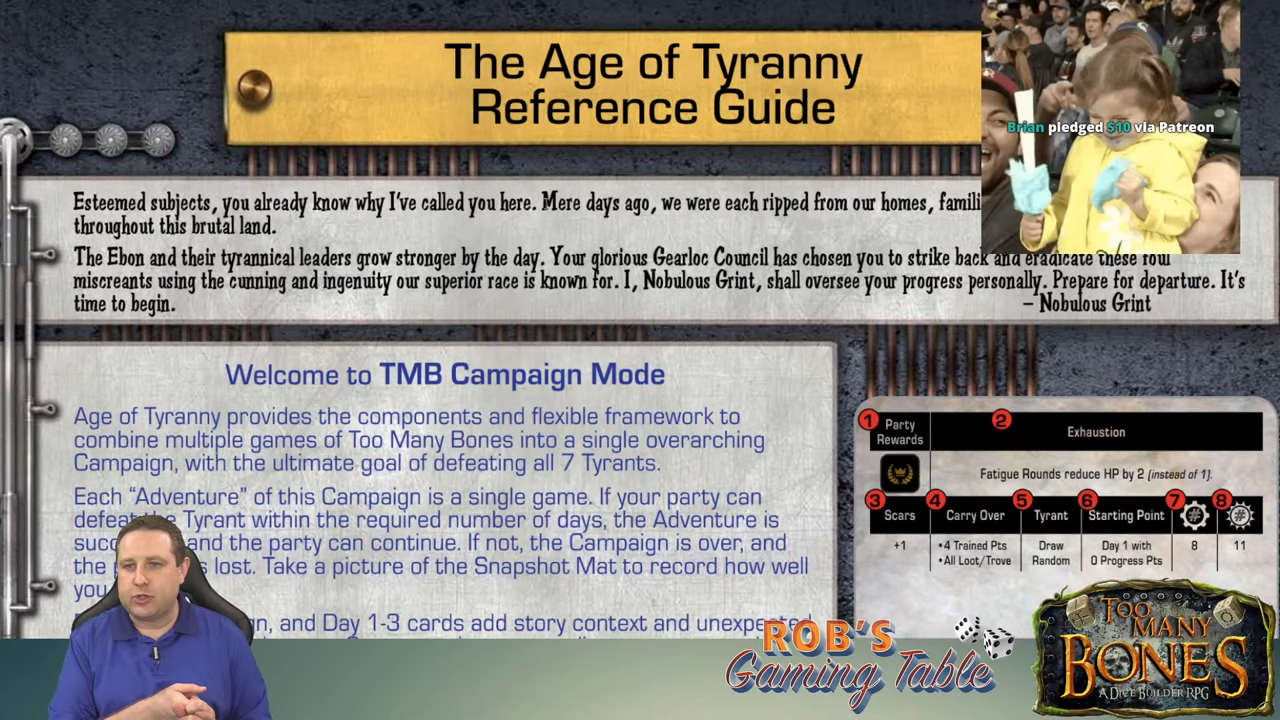 The Age of Tyranny
Reference Guide
Brian pledged $10 via Patreon
Esteemed subjects, you already know why I've called you here. Mere days ago, we were each ripped from our homes,
throughout this brutal land.
The Ebon and their tyrannical leaders grow stronger by the day. Your glorious Gearloc Council has chosen you to strike back and eradicate these foul
miscreants using the cunning and ingenuity our superior race is known for. I, Nobulous Grint, shall oversee your progress personally. Prepare for departure. It's
time to begin.
– Nobulous Grint
Welcome to TMB Campaign Mode
Age of Tyranny provides the components and flexible framework to
combine multiple games of Too Many Bones into a single overarching
Campaign, with the ultimate goal of defeating all 7 Tyrants.
Each "Adventure" of this Campaign is a single game. If your party can
defeat the Tyrant within the required number of days, the Adventure is
and the party can continue. If not, the Campaign is over, and
the lost. Take a picture of the Snapshot Mat to record how well
you
and Day 1-3 cards add story context and
1 Party
Rewards
2 Exhaustion
Fatigue Rounds reduce HP by 2 (instead of 1).
3 Scars
4 Carry Over
5 Tyrant
6 Starting Point
7 #
8 #
+1
•4 Trained Pts
•All Loot/Trove
Draw
Random
Day 1 with
0 Progress Pts
8
11
ROB'S
Gaming Table
TOO
MANY
BONES
A DICE BUILDER RPG